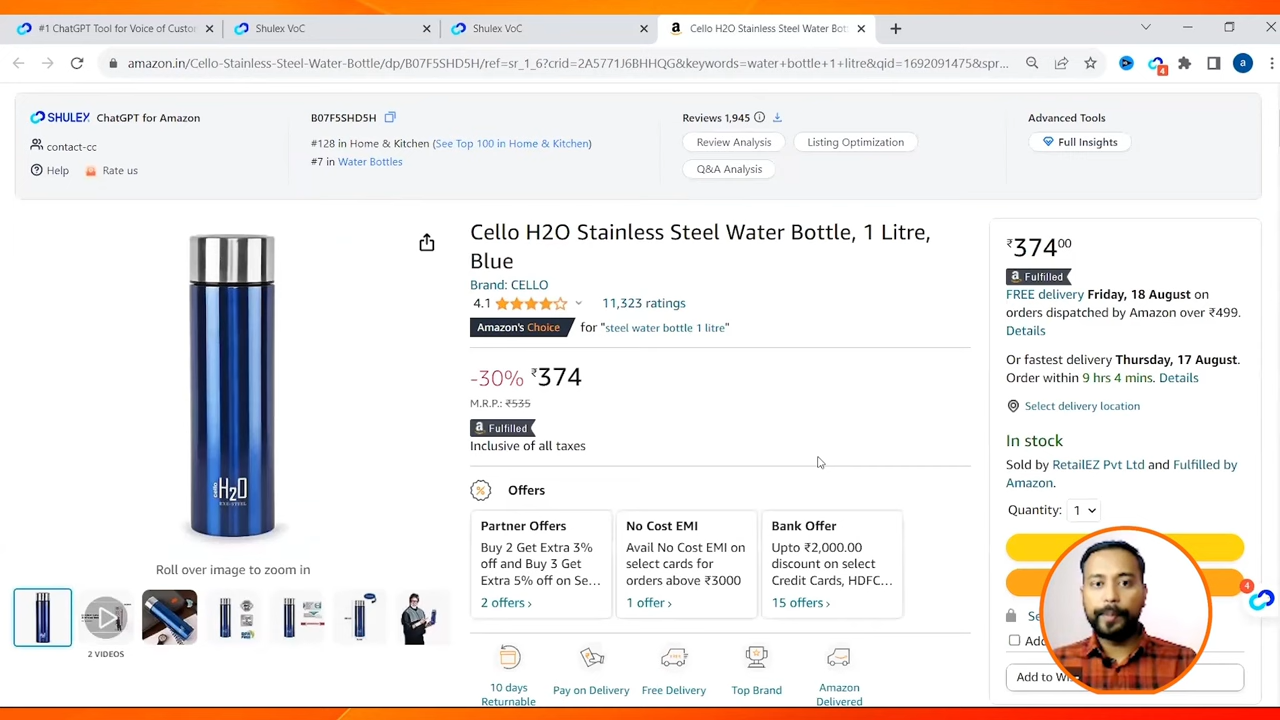 #1 ChatGPT Tool for Voice of Custo
Shulex VoC
Shulex VoC
Cello H2O Stainless Steel Water Bot
amazon.in/Cello-Stainless-Steel-Water-Bottle/dp/B07F5SHD5H/ref=sr_1_6?crid=2A5771J6BHHQG&keywords=water+bottle+1+litre&qid=1692091475&spr...
4
a
SHULEX ChatGPT for Amazon
contact-cc
Help
Rate us
B07F5SHD5H
#128 in Home & Kitchen (See Top 100 in Home & Kitchen)
#7 in Water Bottles
Reviews 1,945
Review Analysis
Listing Optimization
Q&A Analysis
Advanced Tools
Full Insights
cello H2O
Roll over image to zoom in
2 VIDEOS
Cello H2O Stainless Steel Water Bottle, 1 Litre,
Blue
Brand: CELLO
4.1
11,323 ratings
Amazon's Choice for "steel water bottle 1 litre"
-30% ₹374
M.R.P.: ₹535
a Fulfilled
Inclusive of all taxes
Offers
Partner Offers
Buy 2 Get Extra 3%
off and Buy 3 Get
Extra 5% off on Se...
2 offers
No Cost EMI
Avail No Cost EMI on
select cards for
orders above ₹3000
1 offer
Bank Offer
Upto ₹2,000.00
discount on select
Credit Cards, HDFC...
15 offers
10 days
Returnable
Pay on Delivery
Free Delivery
Top Brand
Amazon
Delivered
₹37400
a Fulfilled
FREE delivery Friday, 18 August on
orders dispatched by Amazon over ₹499.
Details
Or fastest delivery Thursday, 17 August.
Order within 9 hrs 4 mins. Details
Select delivery location
In stock
Sold by RetailEZ Pvt Ltd and Fulfilled by
Amazon.
Quantity: 1
4
Se
Add
Add to Wi